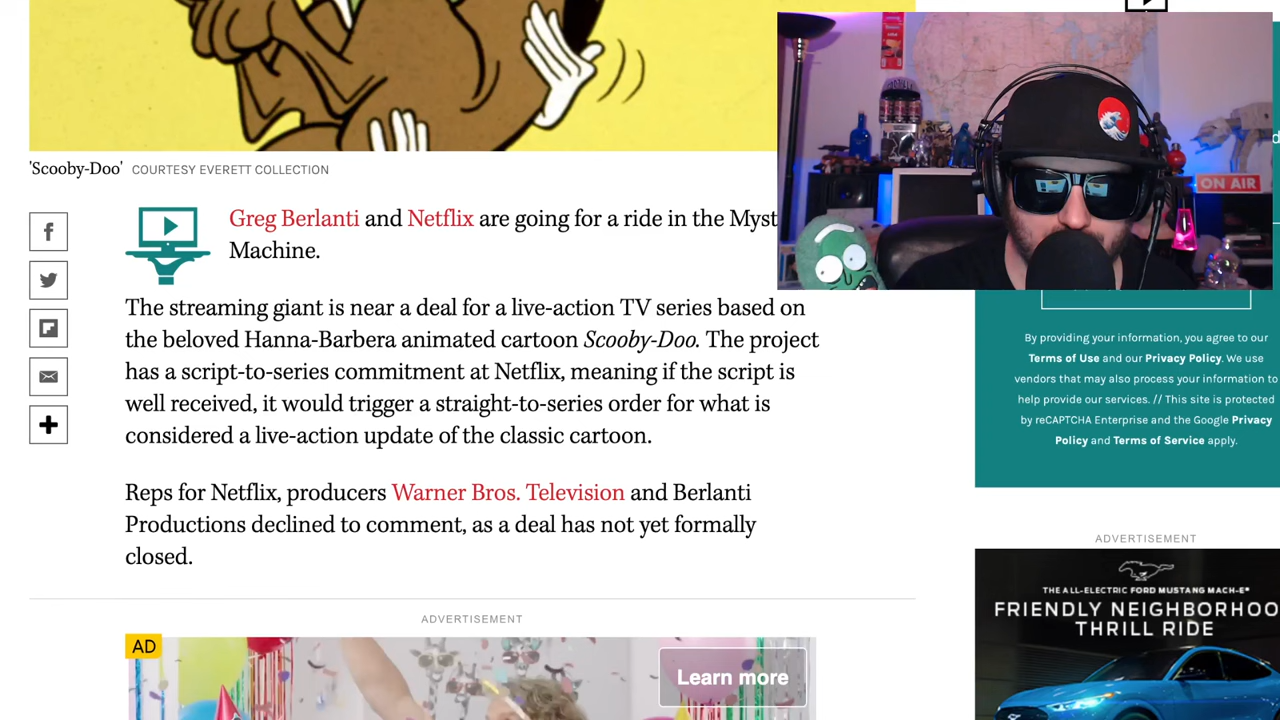 'Scooby-Doo' COURTESY EVERETT COLLECTION
Greg Berlanti and Netflix are going for a ride in the Myst
Machine.
The streaming giant is near a deal for a live-action TV series based on
the beloved Hanna-Barbera animated cartoon Scooby-Doo. The project
has a script-to-series commitment at Netflix, meaning if the script is
well received, it would trigger a straight-to-series order for what is
considered a live-action update of the classic cartoon.
Reps for Netflix, producers Warner Bros. Television and Berlanti
Productions declined to comment, as a deal has not yet formally
closed.
ADVERTISEMENT
AD
Learn more
ON AIR
By providing your information, you agree to our
Terms of Use and our Privacy Policy. We use
vendors that may also process your information to
help provide our services. // This site is protected
by reCAPTCHA Enterprise and the Google Privacy
Policy and Terms of Service apply.
ADVERTISEMENT
THE ALL-ELECTRIC FORD MUSTANG MACH-E®
FRIENDLY NEIGHBORHOO
THRILL RIDE